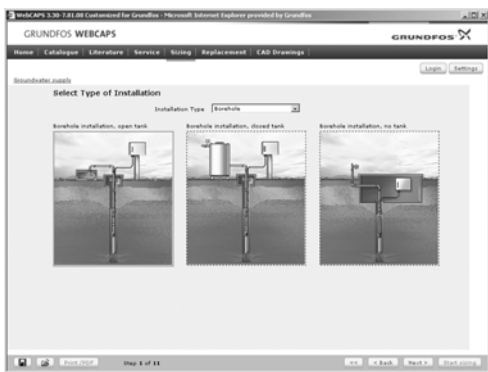 WebCAPS 3.30-7.81.08 Customized for Grundfos - Microsoft Internet Explorer provided by Grundfos
GRUNDFOS WEBCAPS
GRUNDFOS
Home Catalogue Literature Service Sizing Replacement CAD Drawings
Login Settings
Groundwater supply
Select Type of Installation
Installation Type Borehole
Borehole installation, open tank Borehole installation, closed tank Borehole installation, no tank
Print/PDF Step 1 of 11 << < Back Next > Start sizing